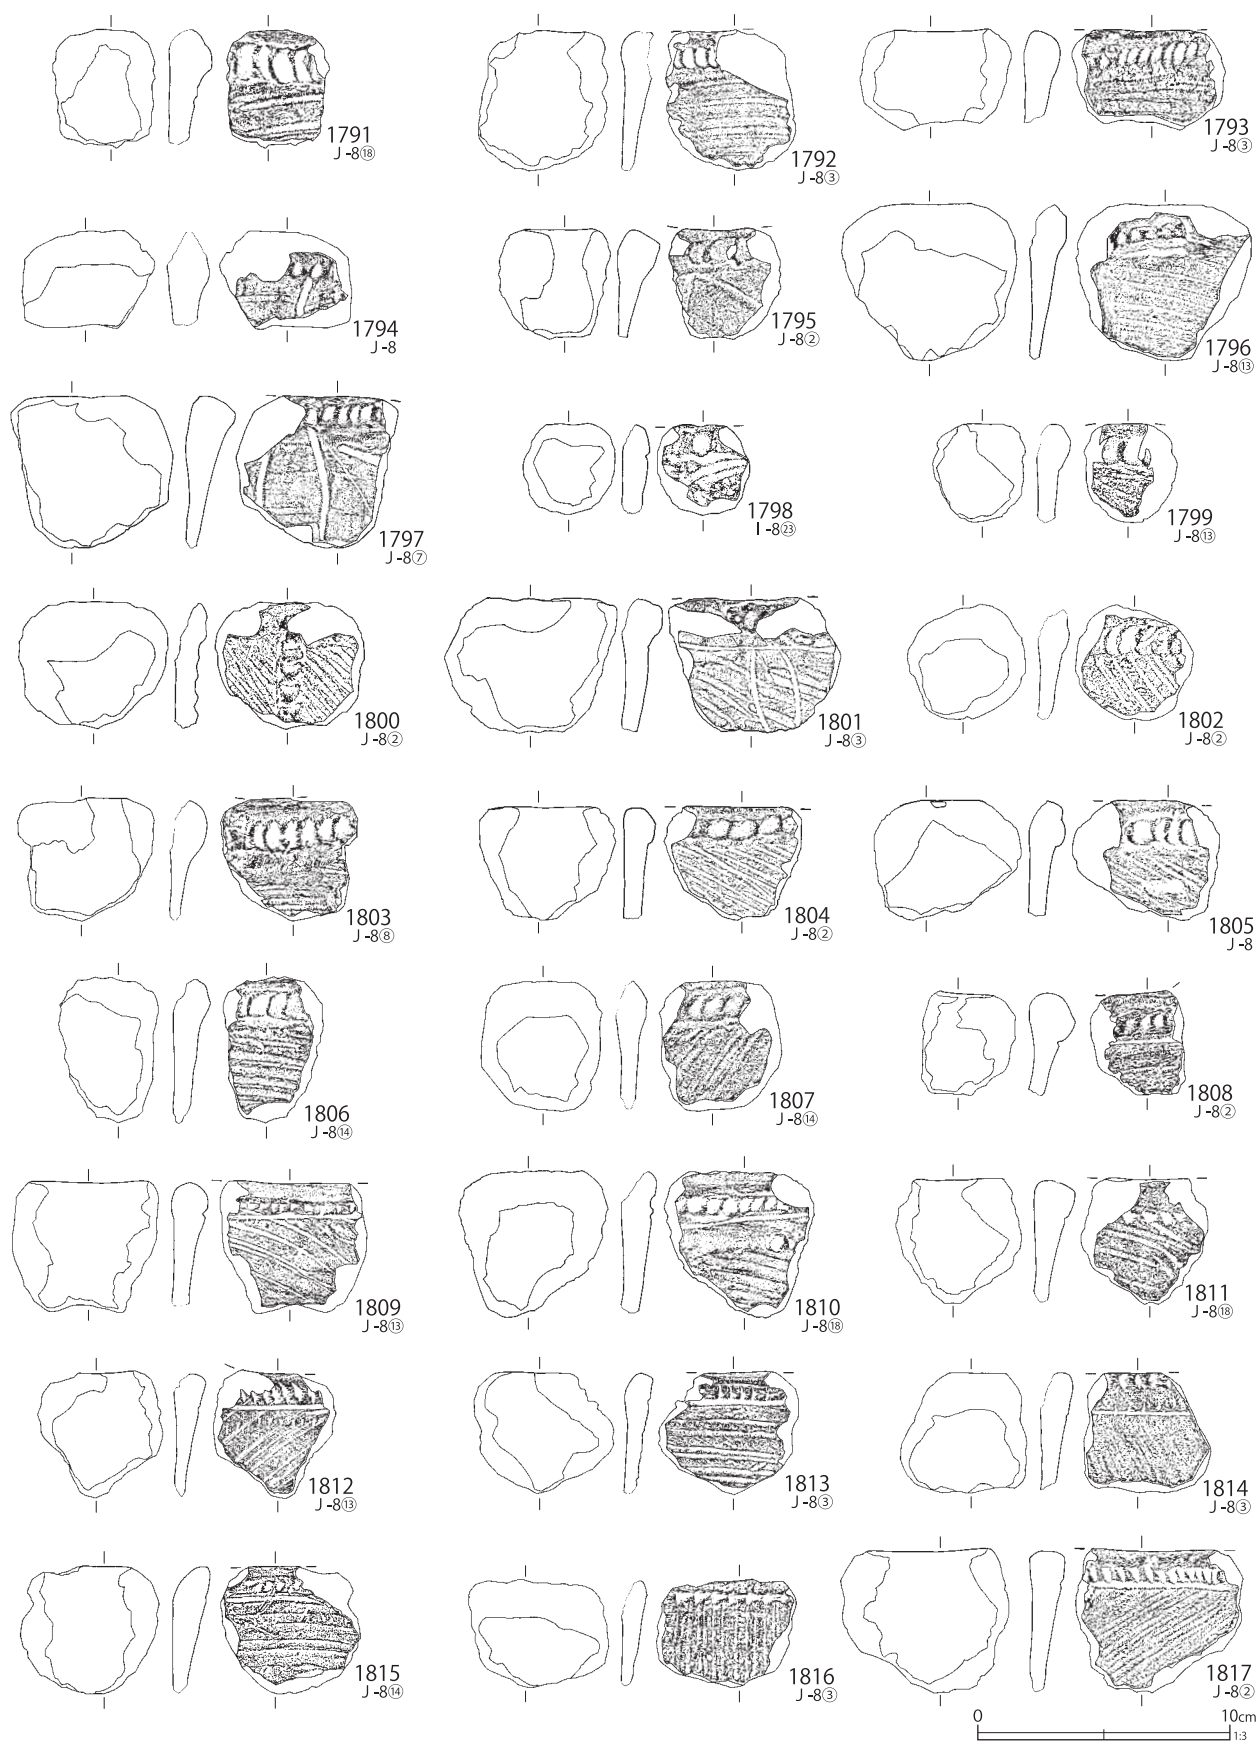 1791
J-8⑱
1792
J-8③
1793
J-8③
1794
J-8
1795
J-8②
1796
J-8⑬
1797
J-8⑦
1798
I-8㉓
1799
J-8⑬
1800
J-8②
1801
J-8③
1802
J-8②
1803
J-8⑧
1804
J-8②
1805
J-8
1806
J-8⑭
1807
J-8⑭
1808
J-8②
1809
J-8⑬
1810
J-8⑱
1811
J-8⑱
1812
J-8⑬
1813
J-8③
1814
J-8③
1815
J-8⑭
1816
J-8③
1817
J-8②
0 10cm
1:3